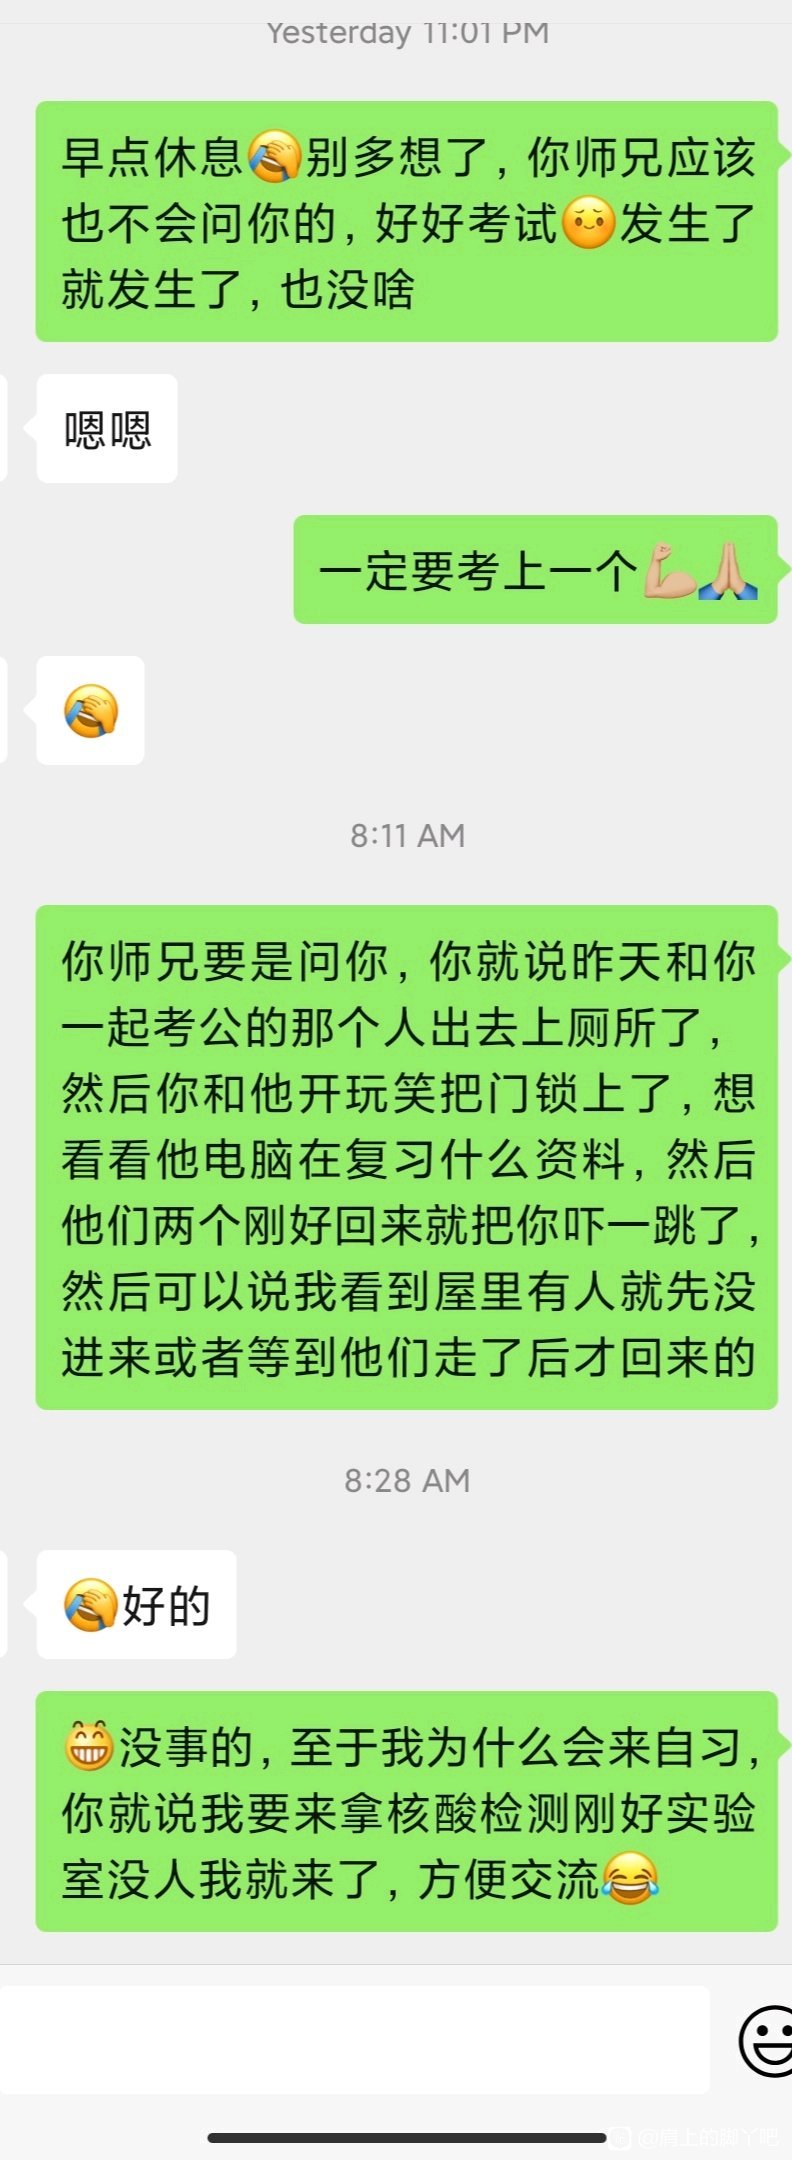 Yesterday 11:01 PM
早点休息🤦别多想了，你师兄应该
也不会问你的，好好考试☺️发生了
就发生了，也没啥
嗯嗯
一定要考上一个💪🏼🙏🏼
🤦
8:11 AM
你师兄要是问你，你就说昨天和你
一起考公的那个人出去上厕所了，
然后你和他开玩笑把门锁上了，想
看看他电脑在复习什么资料，然后
他们两个刚好回来就把你吓一跳了，
然后可以说我看到屋里有人就先没
进来或者等到他们走了后才回来的
8:28 AM
🤦好的
😁没事的，至于我为什么会来自习，
你就说我要来拿核酸检测刚好实验
室没人我就来了，方便交流😂
@肩上的脚丫吧